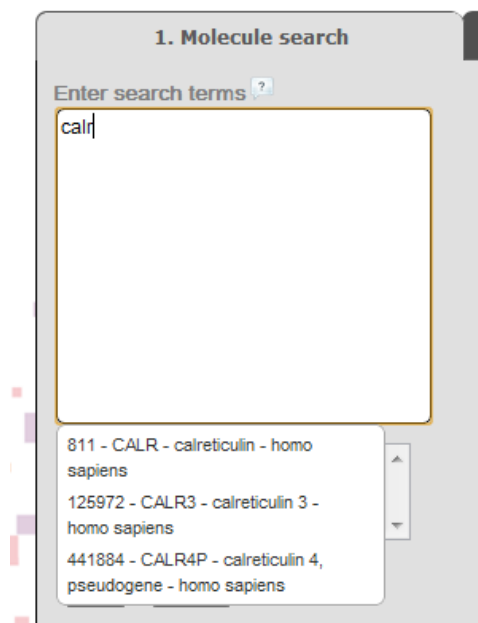 1. Molecule search
Enter search terms ?
calr
811 - CALR - calreticulin - homo
sapiens
125972 - CALR3 - calreticulin 3 -
homo sapiens
441884 - CALR4P - calreticulin 4,
pseudogene - homo sapiens